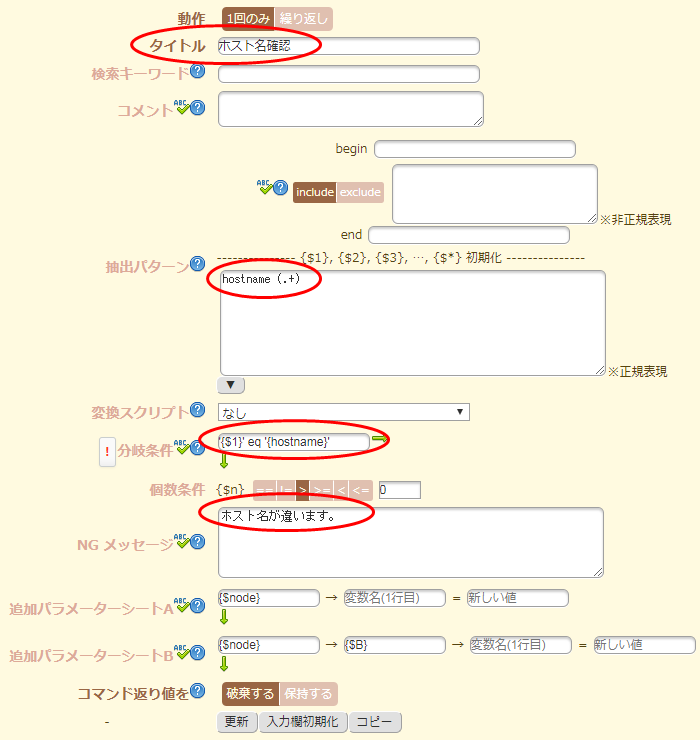 動作 1回のみ 繰り返し
タイトル ホスト名確認
検索キーワード ?
コメント ABC ?
begin
ABC ? include exclude ※非正規表現
end
抽出パターン ? --------------- {$1}, {$2}, {$3}, …, {$*} 初期化 ---------------
hostname (.+)
※正規表現
▼
変換スクリプト ? なし ▼
! 分岐条件 ABC ? '{$1}' eq '{hostname}'
個数条件 {$n} == != > >= < <= 0
ホスト名が違います。
NG メッセージ ABC ?
追加パラメーターシートA ABC ? {$node} → 変数名(1行目) = 新しい値
追加パラメーターシートB ABC ? {$node} → {$B} → 変数名(1行目) = 新しい値
コマンド返り値を ? 破棄する 保持する
- 更新 入力欄初期化 コピー